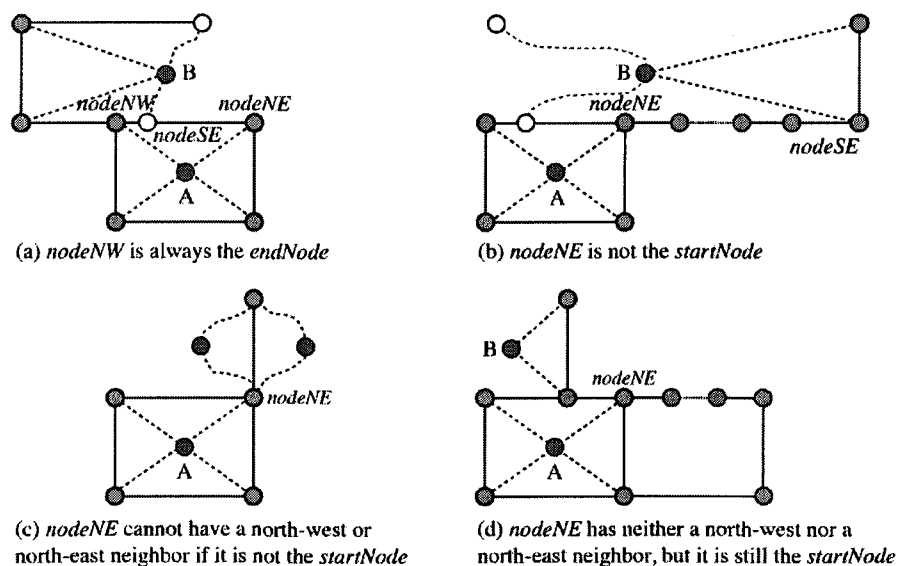 B
nodeNW
nodeNE
nodeSE
A
(a) nodeNW is always the endNode
B
nodeNE
nodeSE
A
(b) nodeNE is not the startNode
nodeNE
A
(c) nodeNE cannot have a north-west or
north-east neighbor if it is not the startNode
B
nodeNE
A
(d) nodeNE has neither a north-west nor a
north-east neighbor, but it is still the startNode